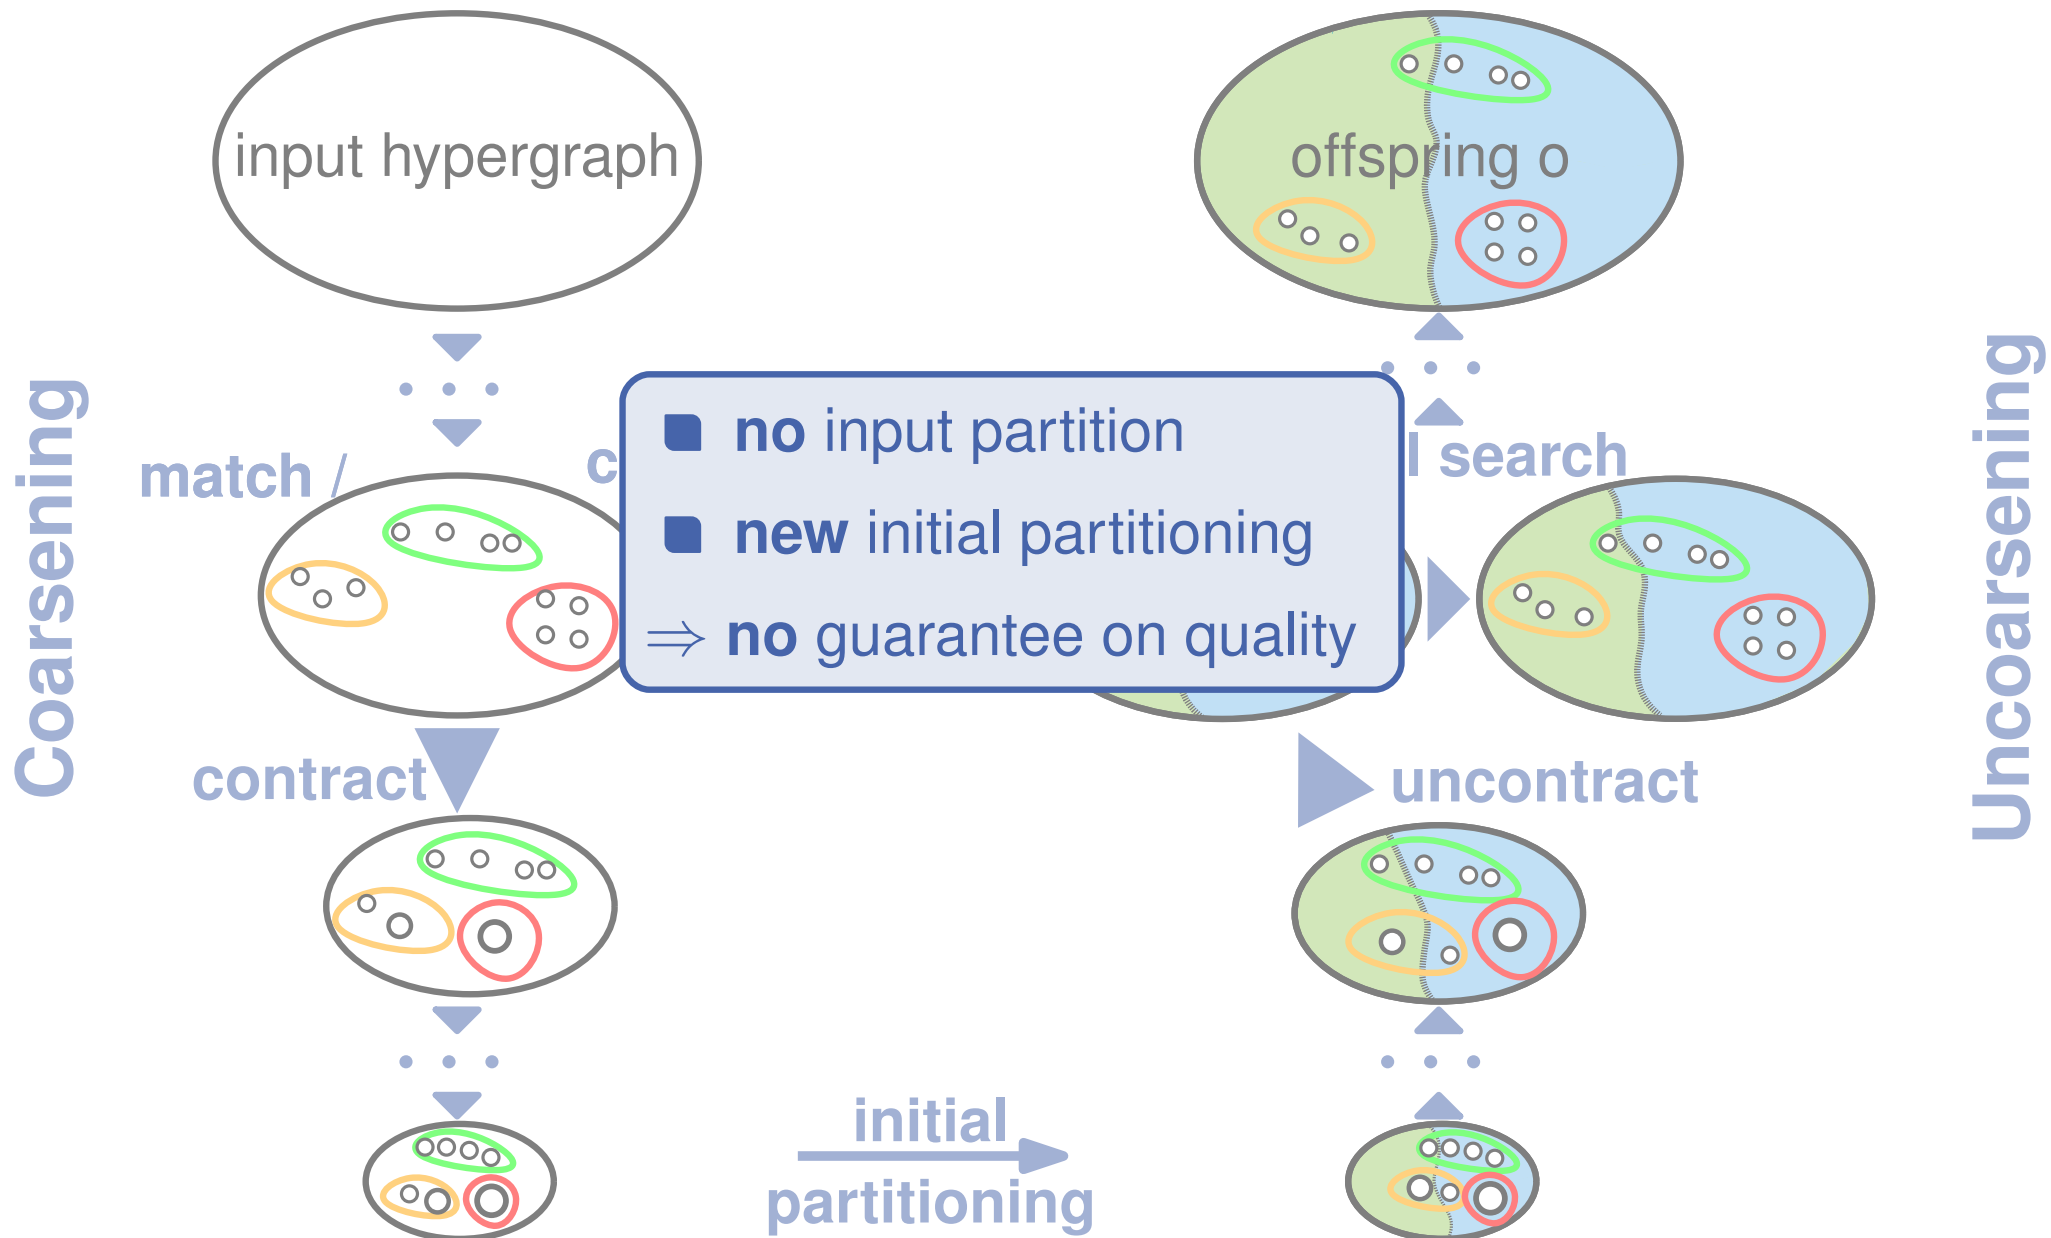 input hypergraph
offspring o
Coarsening
Uncoarsening
match /
c
l search
no input partition
new initial partitioning
⇒ no guarantee on quality
contract
uncontract
initial
partitioning